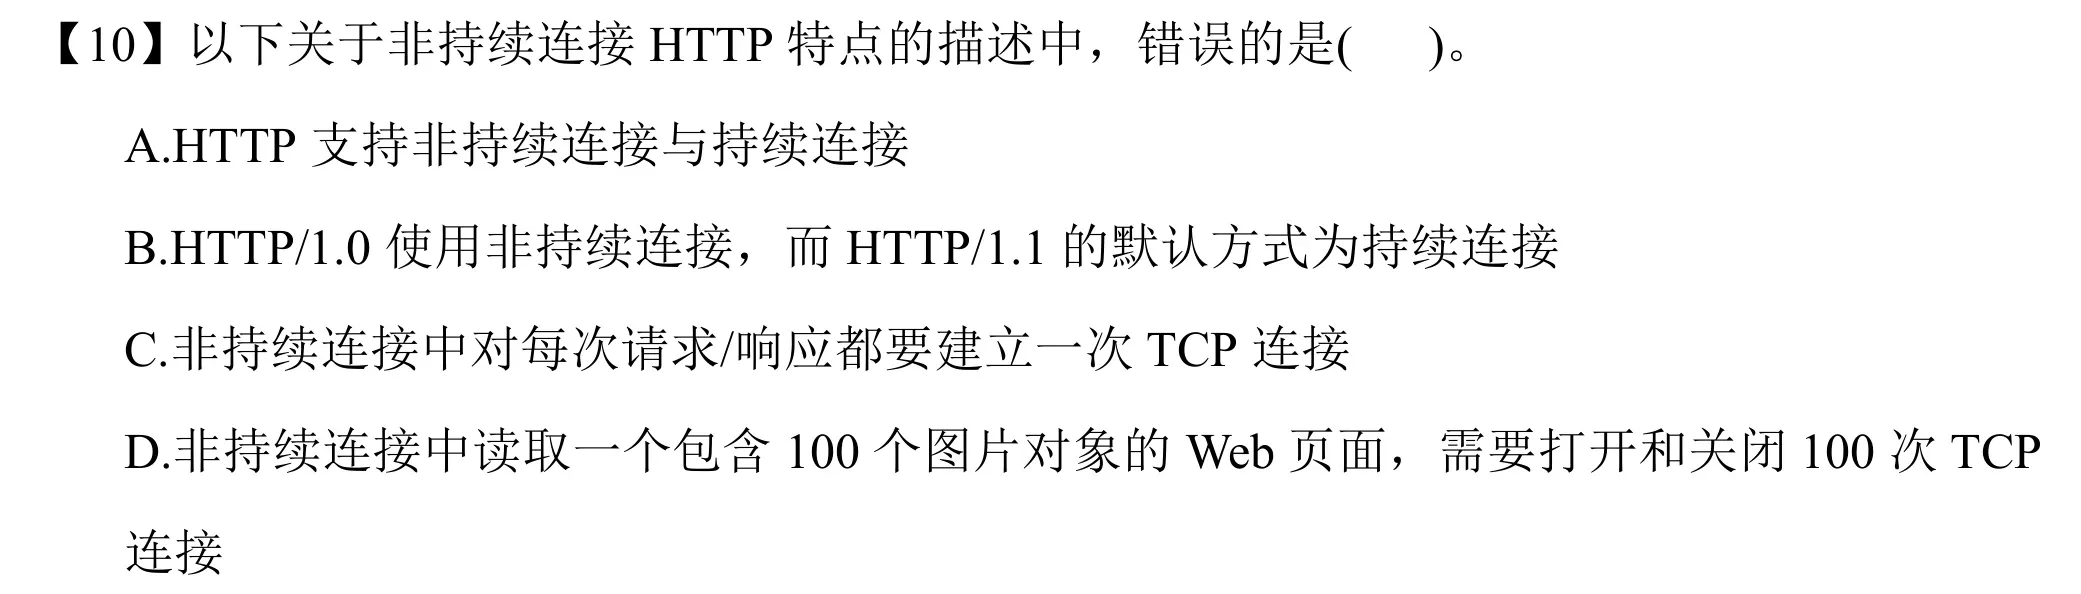 【10】以下关于非持续连接 HTTP 特点的描述中，错误的是(    )。
A.HTTP 支持非持续连接与持续连接
B.HTTP/1.0 使用非持续连接，而 HTTP/1.1 的默认方式为持续连接
C.非持续连接中对每次请求/响应都要建立一次 TCP 连接
D.非持续连接中读取一个包含 100 个图片对象的 Web 页面，需要打开和关闭 100 次 TCP
连接